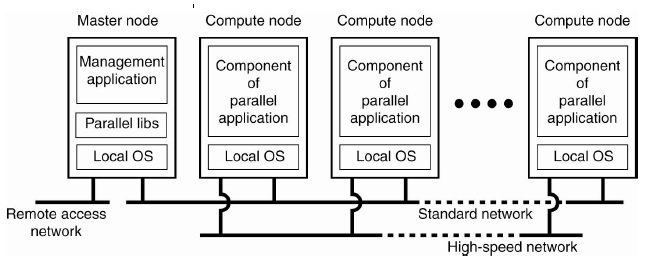 Master node
Compute node
Compute node
Compute node
Management
application
Parallel libs
Local OS
Component
of
parallel
application
Local OS
Component
of
parallel
application
Local OS
Component
of
parallel
application
Local OS
Remote access
network
Standard network
High-speed network